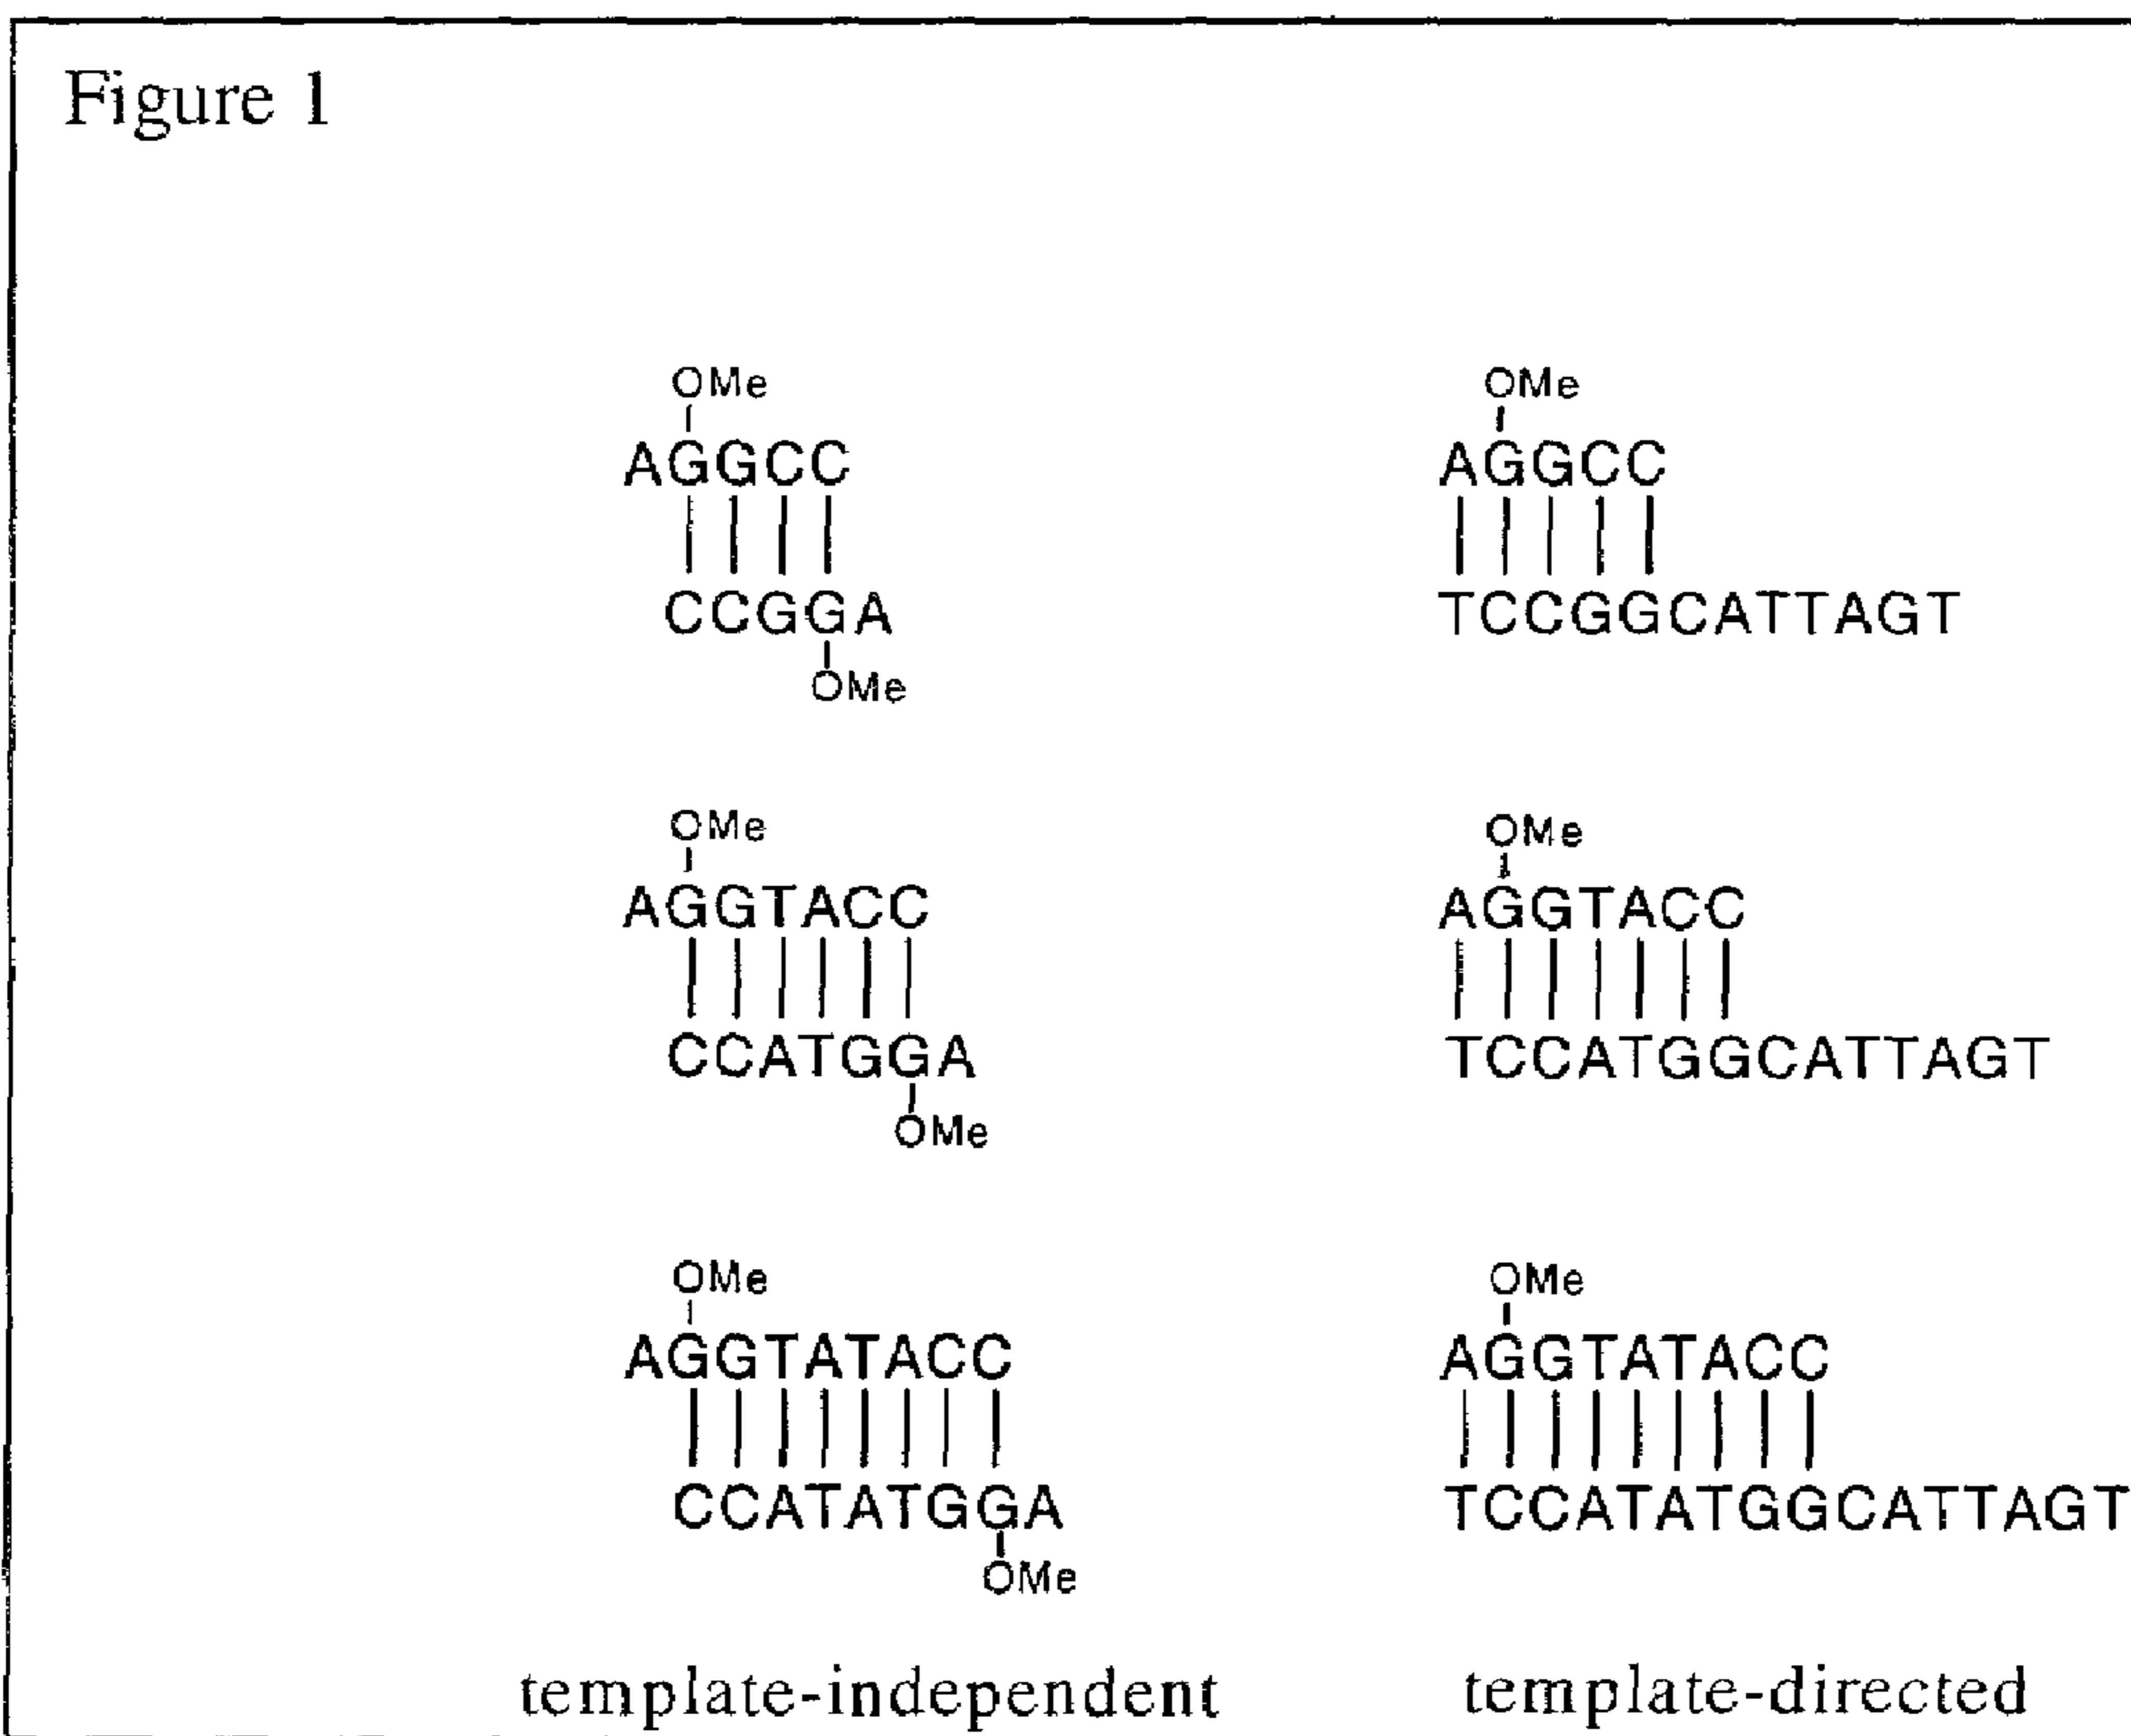 Figure 1
OMe OMe
AGGCC AGGCC
CCGGA TCCGGCATTAGT
OMe
OMe OMe
AGGTACC AGGTACC
CCATGGA TCCATGGCATTAGT
OMe
OMe OMe
AGGTATACC AGGTATACC
CCATATGGA TCCATATGGCATTAGT
OMe
template-independent template-directed